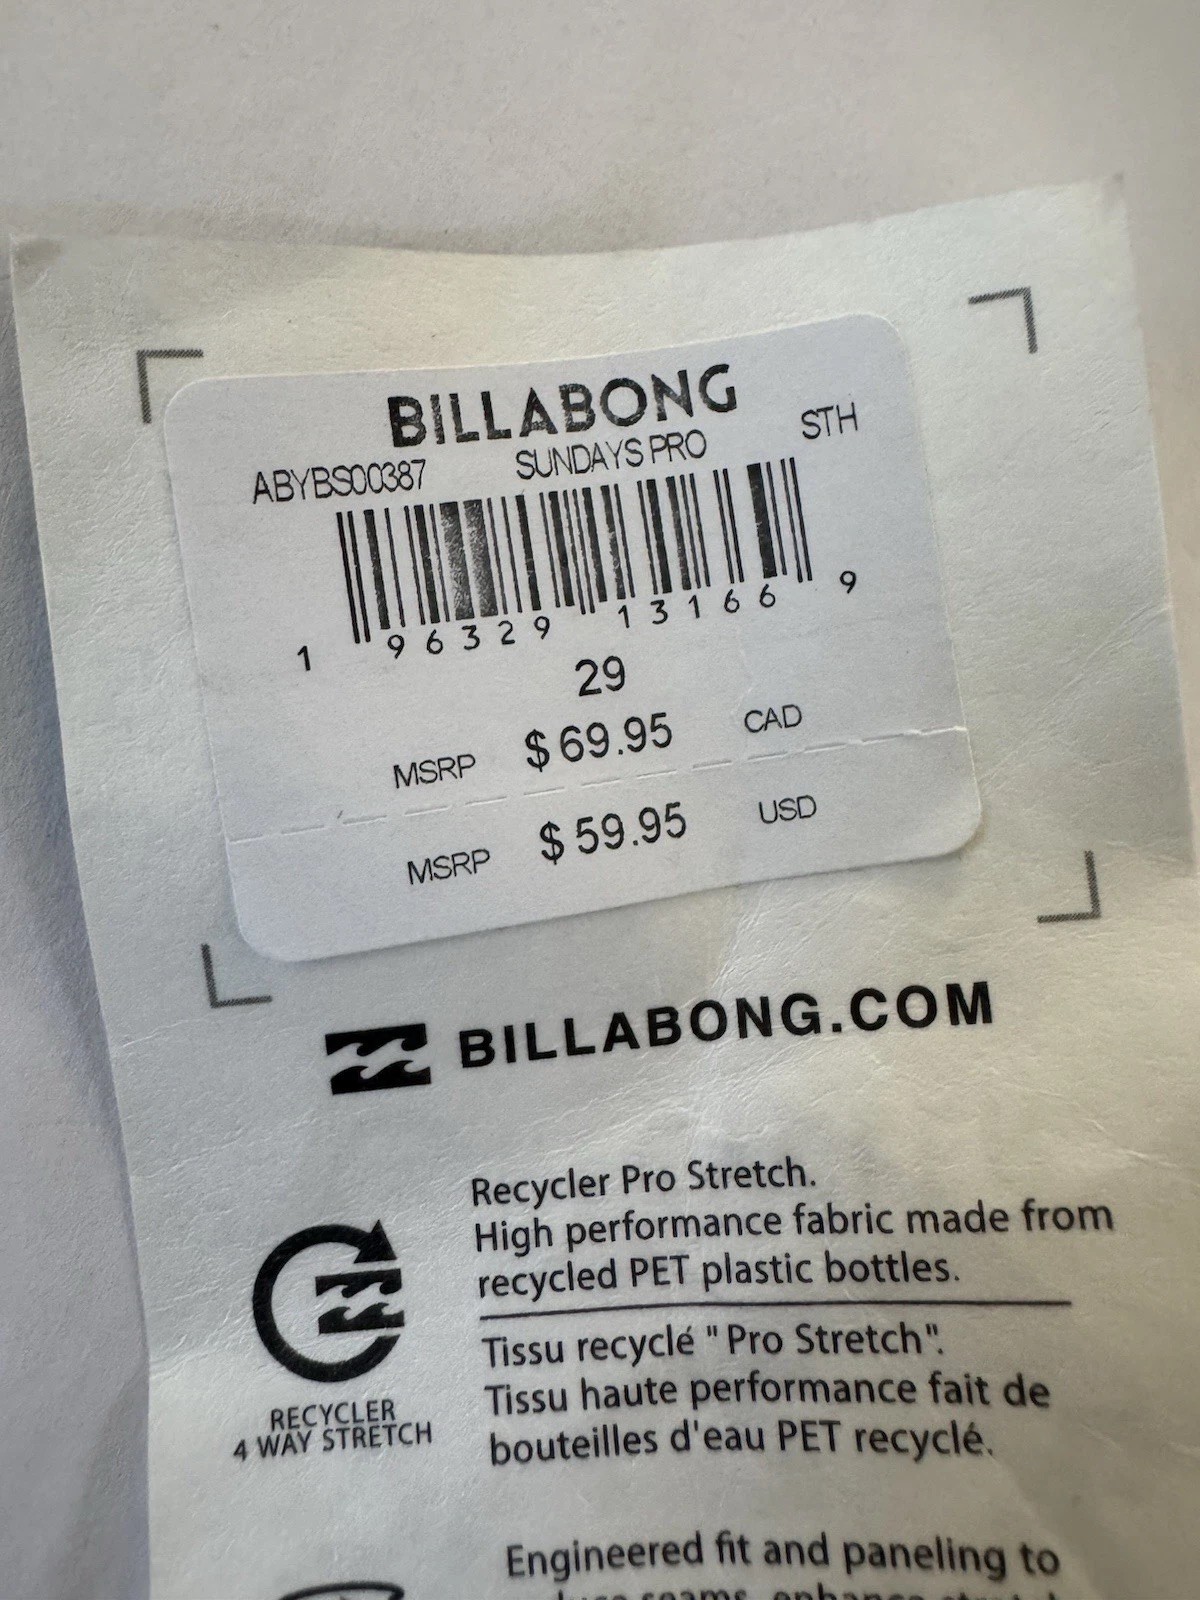 BILLABONG
ABYBS00387 SUNDAYS PRO STH
1 96329 13166 9
29
MSRP $69.95 CAD
MSRP $59.95 USD
BILLABONG.COM
Recycler Pro Stretch.
High performance fabric made from
recycled PET plastic bottles.
Tissu recyclé "Pro Stretch".
Tissu haute performance fait de
bouteilles d'eau PET recyclé.
RECYCLER
4 WAY STRETCH
Engineered fit and paneling to
seams, enhance